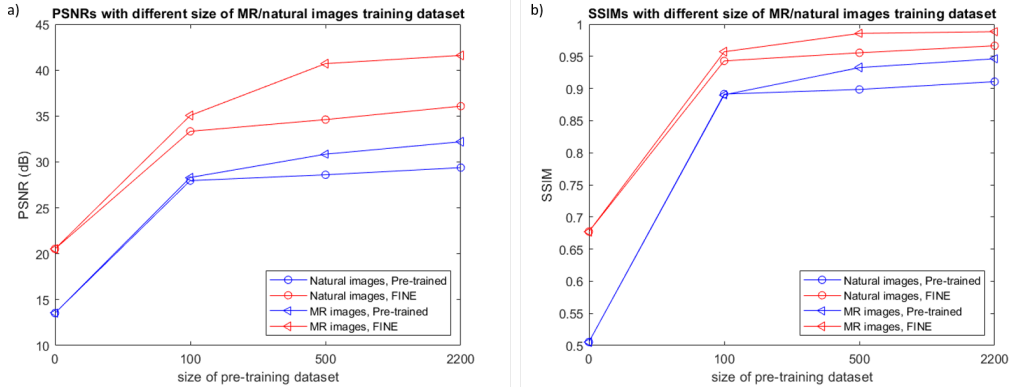 a)
PSNRs with different size of MR/natural images training dataset
45
40
35
30
25
20
15
10
PSNR (dB)
0
100
500
2200
size of pre-training dataset
Natural images, Pre-trained
Natural images, FINE
MR images, Pre-trained
MR images, FINE
b)
SSIMs with different size of MR/natural images training dataset
1
0.95
0.9
0.85
0.8
0.75
0.7
0.65
0.6
0.55
0.5
SSIM
0
100
500
2200
size of pre-training dataset
Natural images, Pre-trained
Natural images, FINE
MR images, Pre-trained
MR images, FINE